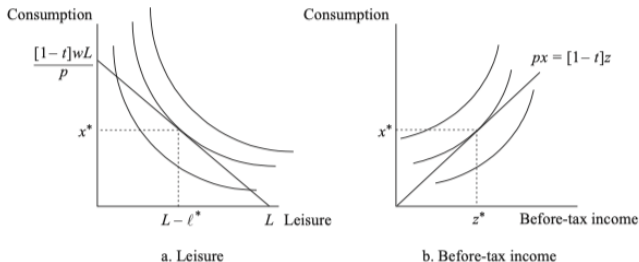 Consumption
[1– t]wL
p
x*
L – ℓ*
L Leisure
a. Leisure
Consumption
px = [1– t]z
x*
z*
Before-tax income
b. Before-tax income